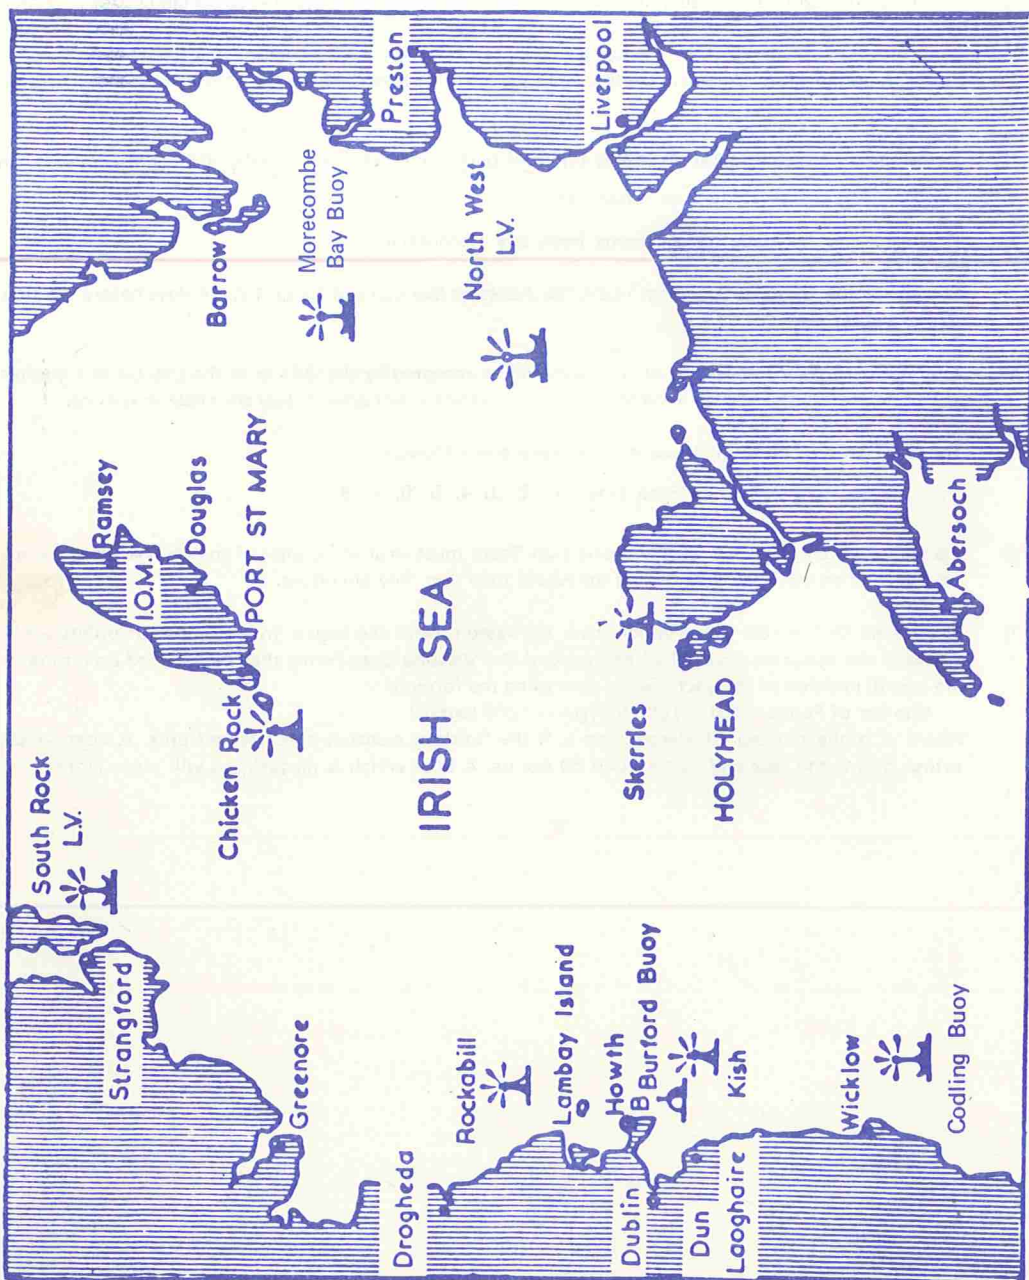 South Rock
L.V.
Ramsey
Strangford
I.O.M.
Douglas
Barrow
Chicken Rock
PORT ST MARY
Greenore
Morecombe
Bay Buoy
Preston
Drogheda
IRISH SEA
Rockabill
North West
L.V.
Lambay Island
Liverpool
Howth
Dublin
B Burford Buoy
Skerries
Dun
Laoghaire
Kish
HOLYHEAD
Wicklow
Codling Buoy
Abersoch